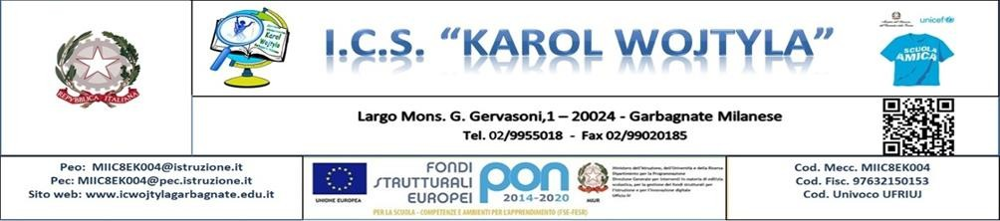 REPVBBLICA ITALIANA
Karol
Wojtyla
I.C.S. “KAROL WOJTYLA”
unicef
SCUOLA
AMICA
Largo Mons. G. Gervasoni,1 – 20024 - Garbagnate Milanese
Tel. 02/9955018 - Fax 02/99020185
Peo: MIIC8EK004@istruzione.it
Pec: MIIC8EK004@pec.istruzione.it
Sito web: www.icwojtylagarbagnate.edu.it
UNIONE EUROPEA
FONDI
STRUTTURALI
EUROPEI
pon
2014-2020
MIUR
Ministero dell'Istruzione, dell'Università e della Ricerca
Dipartimento per la Programmazione
Direzione Generale per interventi in materia di edilizia
scolastica, per la gestione dei fondi strutturali per
l'istruzione e per l'innovazione digitale
Ufficio IV
PER LA SCUOLA - COMPETENZE E AMBIENTI PER L'APPRENDIMENTO (FSE-FESR)
Cod. Mecc. MIIC8EK004
Cod. Fisc. 97632150153
Cod. Univoco UFRIUJ